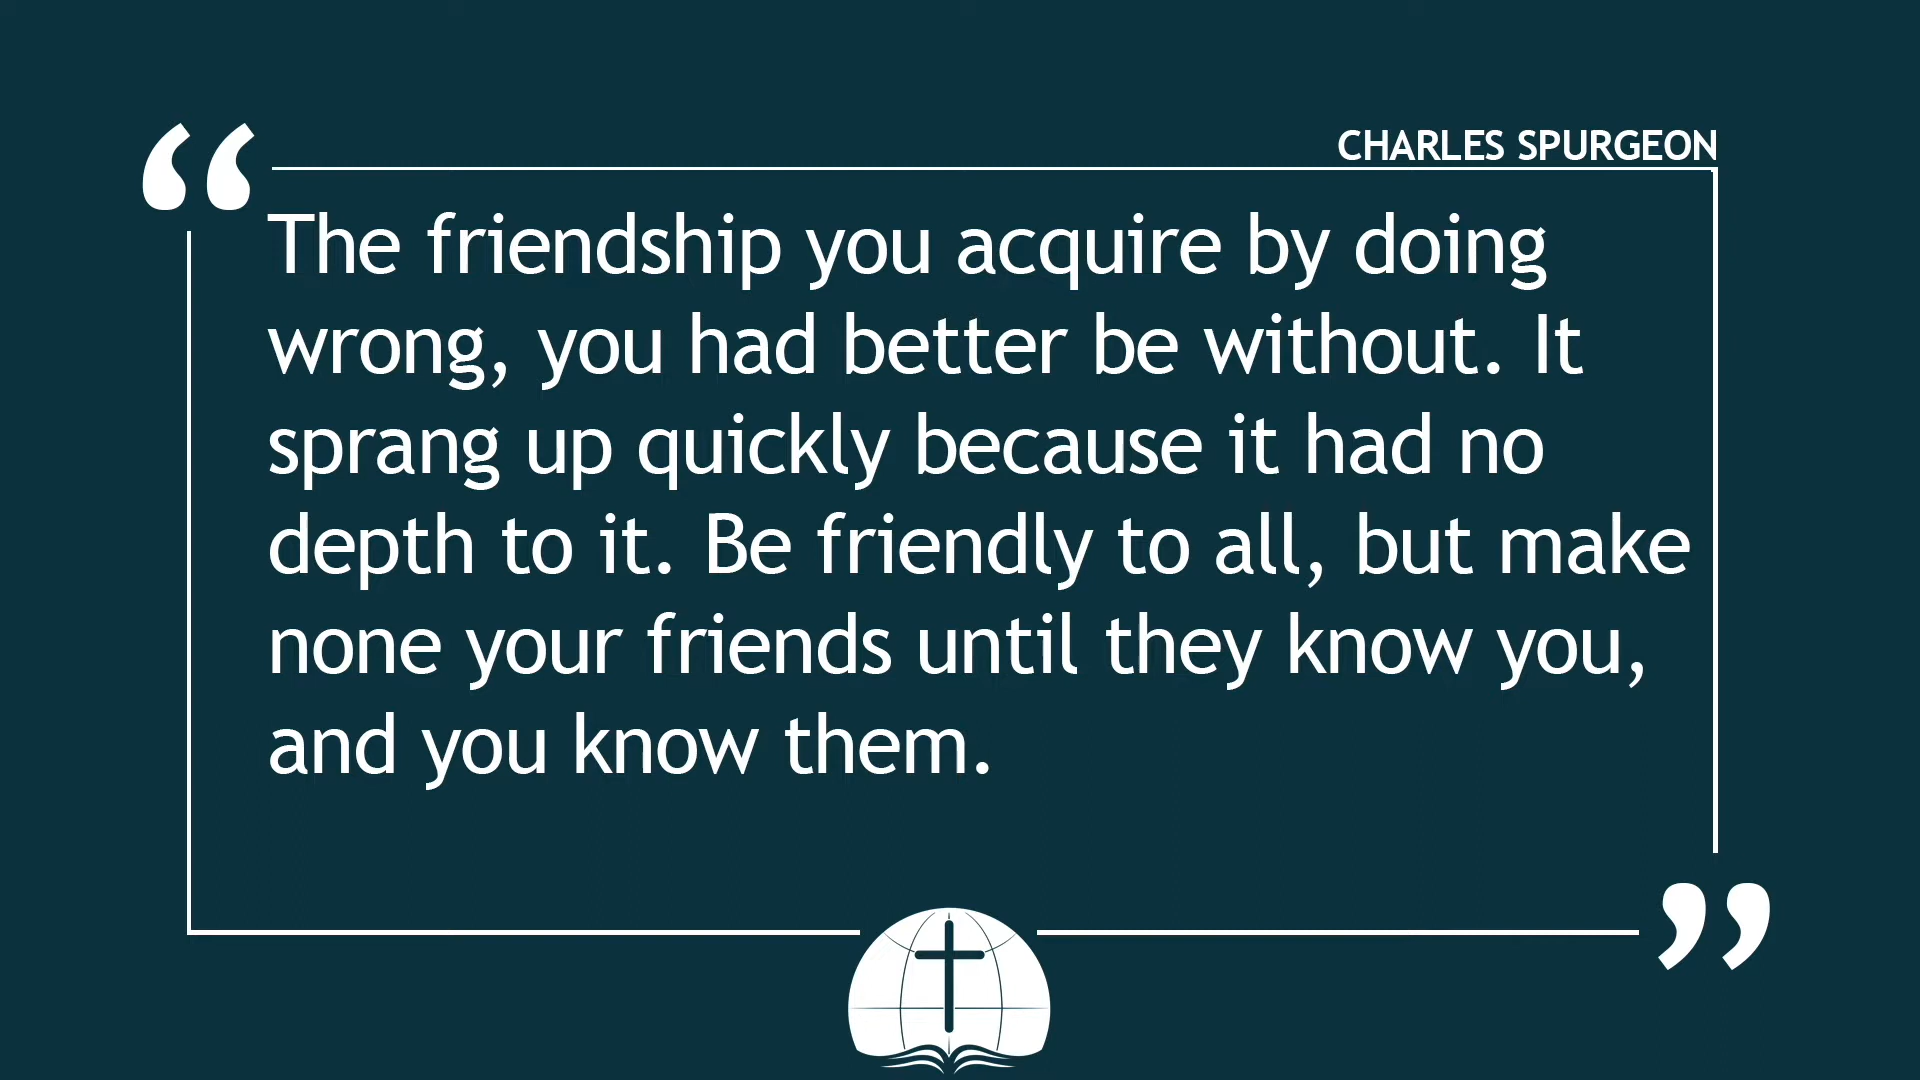 CHARLES SPURGEON
“
The friendship you acquire by doing
wrong, you had better be without. It
sprang up quickly because it had no
depth to it. Be friendly to all, but make
none your friends until they know you,
and you know them.
”